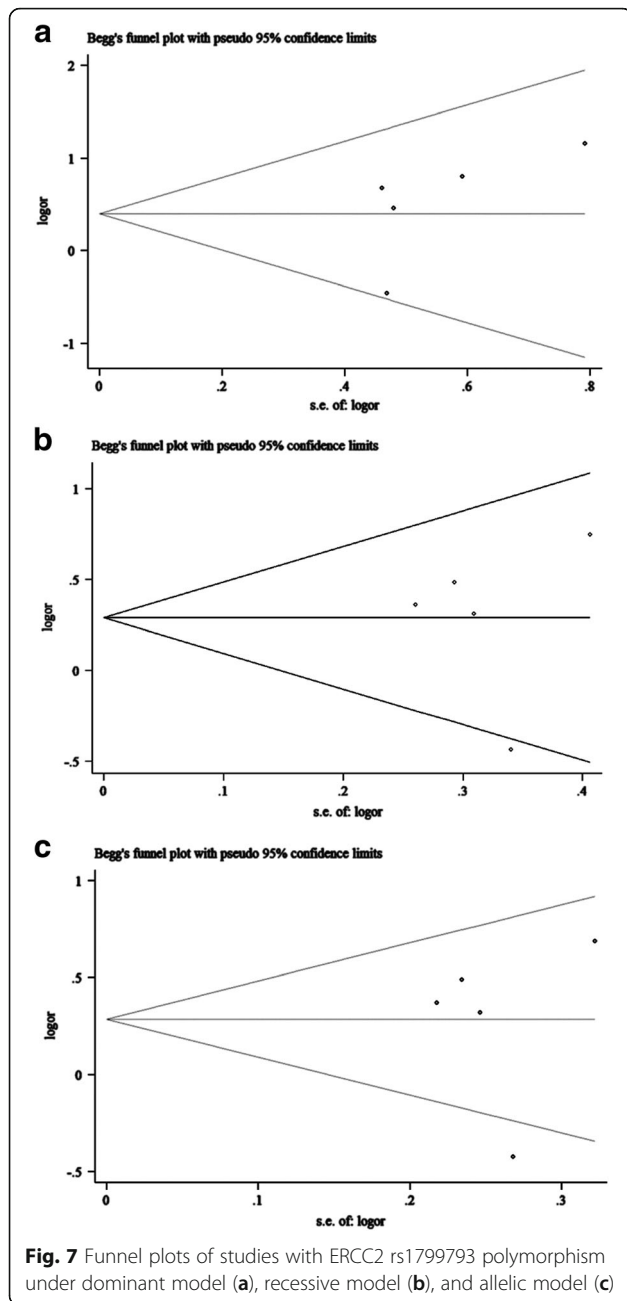 a
Begg's funnel plot with pseudo 95% confidence limits
2
1
0
-1
logor
0 .2 .4 .6 .8
s.e. of: logor
b
Begg's funnel plot with pseudo 95% confidence limits
1
.5
0
-.5
logor
0 .1 .2 .3 .4
s.e. of: logor
c
Begg's funnel plot with pseudo 95% confidence limits
1
.5
0
-.5
logor
0 .1 .2 .3
s.e. of: logor
Fig. 7 Funnel plots of studies with ERCC2 rs1799793 polymorphism
under dominant model (a), recessive model (b), and allelic model (c)